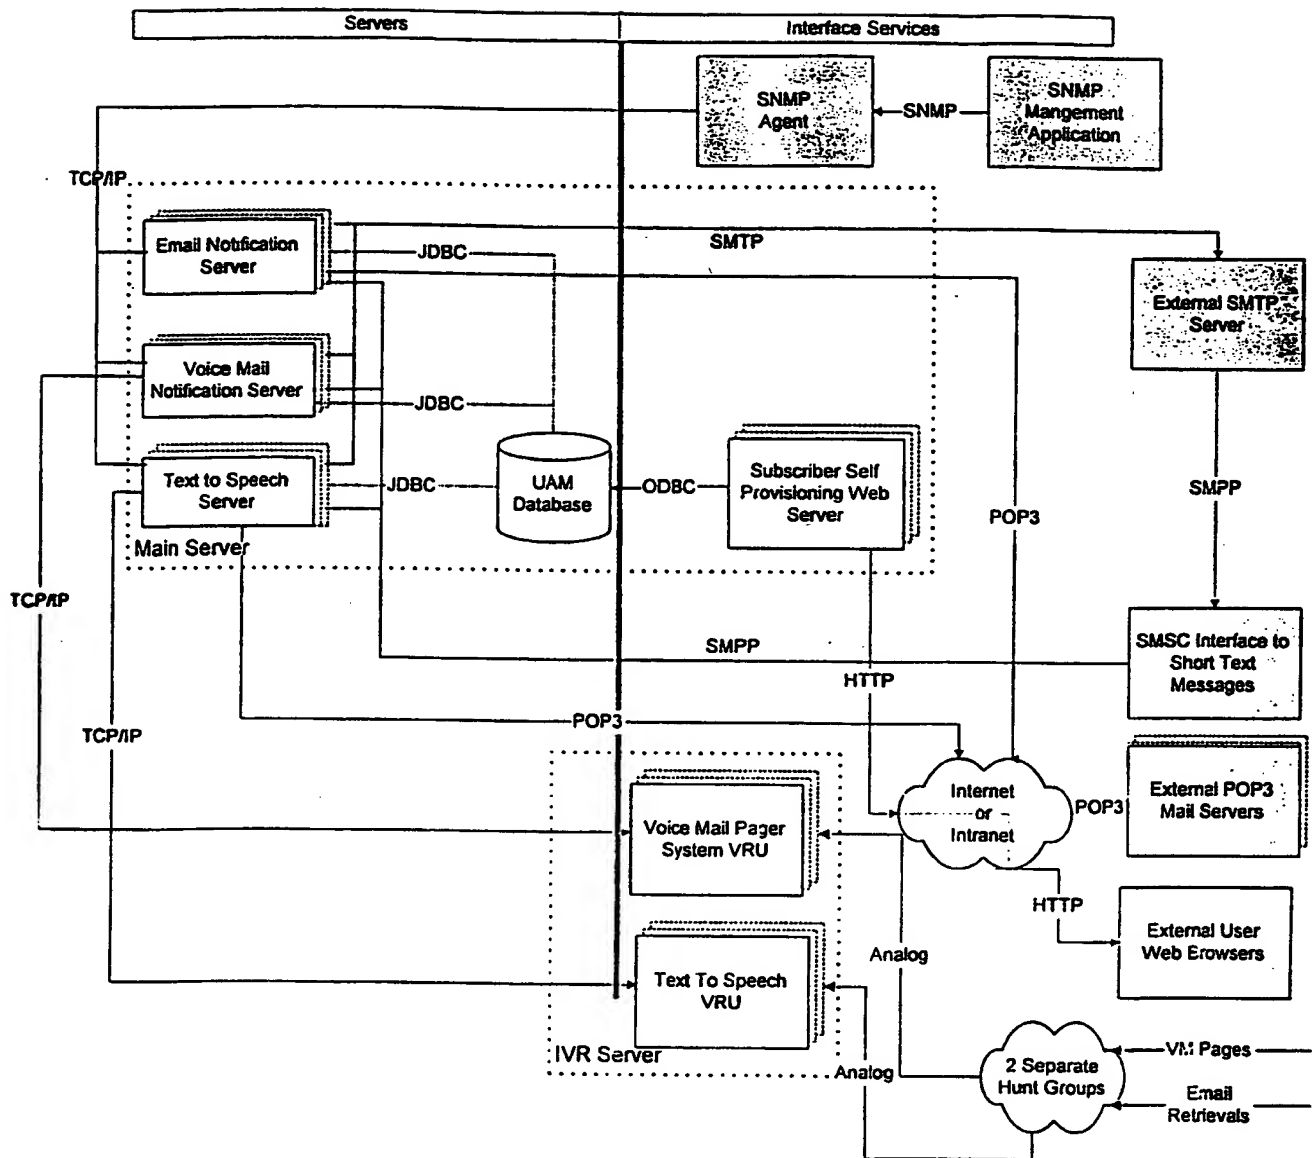 Servers
Interface Services
SNMP
Agent
SNMP
SNMP
Mangement
Application
TCP/IP
Email Notification
Server
JDBC
SMTP
External SMTP
Server
Voice Mail
Notification Server
JDBC
Text to Speech
Server
JDBC
UAM
Database
ODBC
Subscriber Self
Provisioning Web
Server
POP3
SMPP
Main Server
TCP/IP
SMPP
HTTP
SMSC Interface to
Short Text
Messages
POP3
TCP/IP
Voice Mail Pager
System VRU
Internet
or
Intranet
POP3
External POP3
Mail Servers
HTTP
External User
Web Browsers
Analog
Text To Speech
VRU
IVR Server
Analog
2 Separate
Hunt Groups
VM Pages
Email
Retrievals